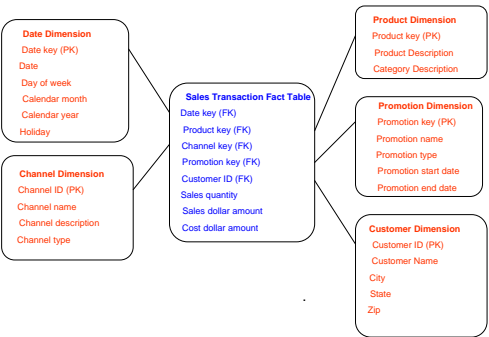 Date Dimension
Date key (PK)
Date
Day of week
Calendar month
Calendar year
Holiday
Channel Dimension
Channel ID (PK)
Channel name
Channel description
Channel type
Sales Transaction Fact Table
Date key (FK)
Product key (FK)
Channel key (FK)
Promotion key (FK)
Customer ID (FK)
Sales quantity
Sales dollar amount
Cost dollar amount
Product Dimension
Product key (PK)
Product Description
Category Description
Promotion Dimension
Promotion key (PK)
Promotion name
Promotion type
Promotion start date
Promotion end date
Customer Dimension
Customer ID (PK)
Customer Name
City
State
Zip